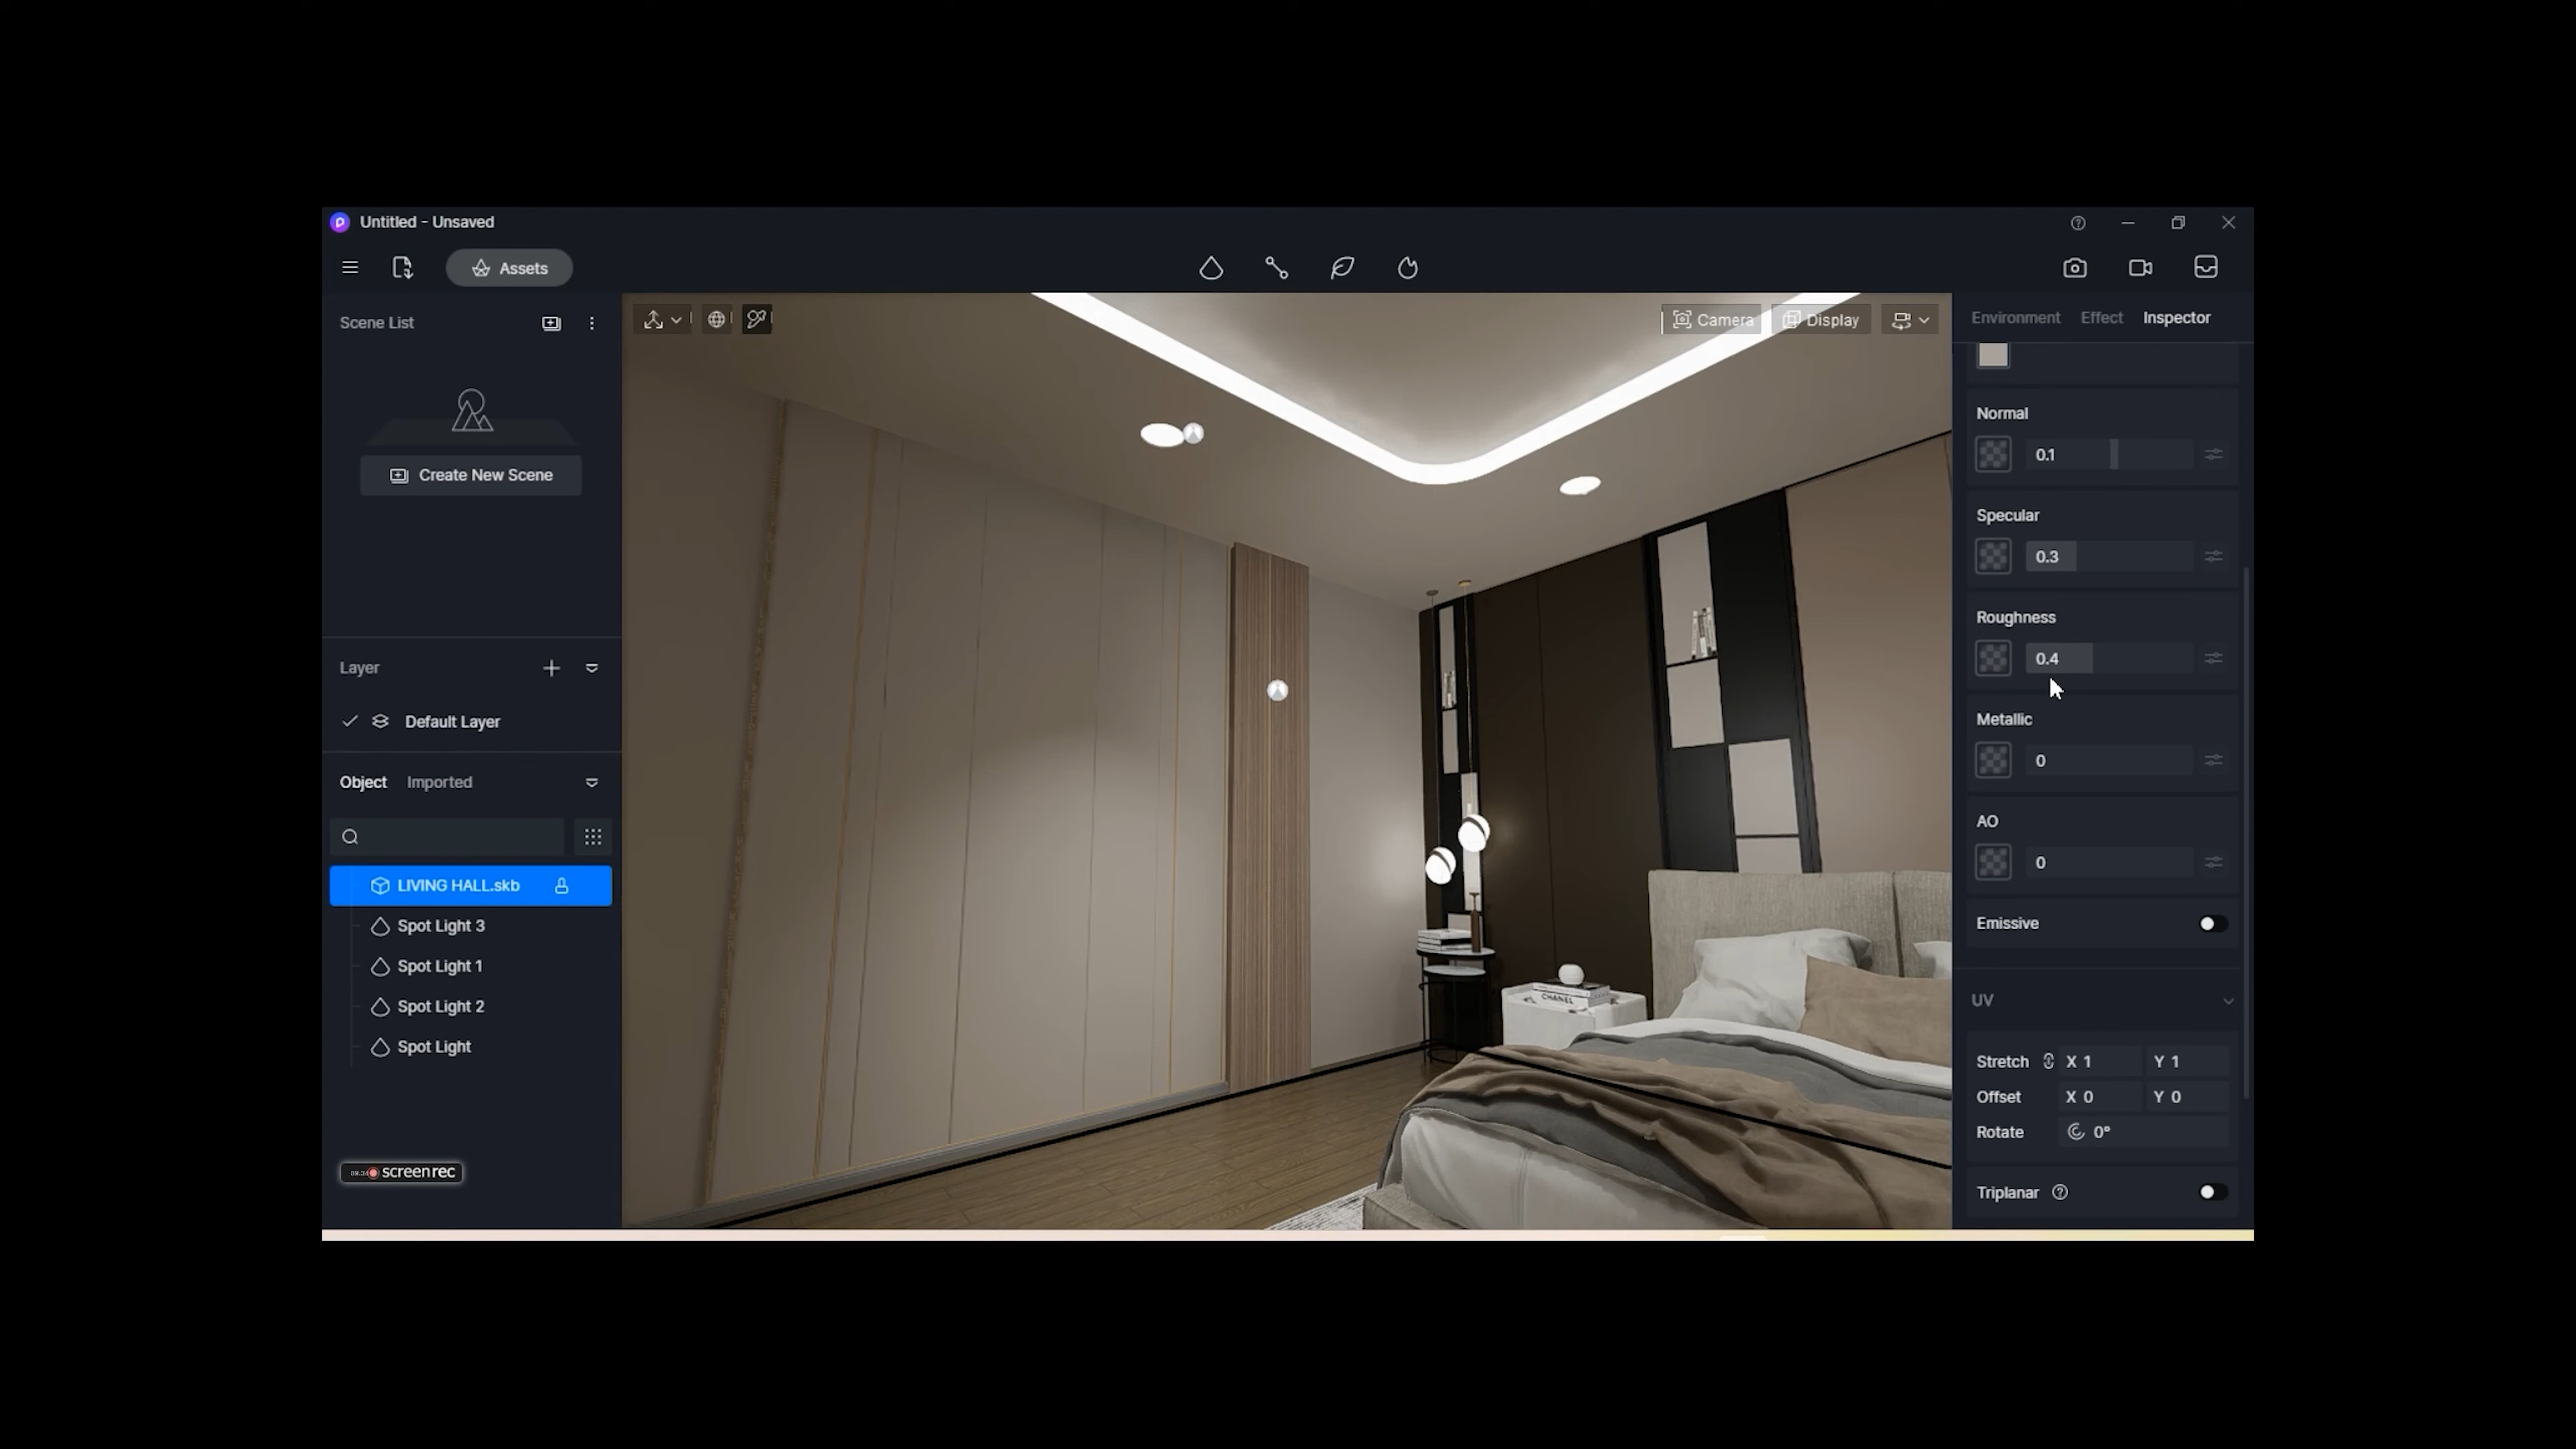 Untitled - Unsaved
Assets
Scene List
Create New Scene
Layer
Default Layer
Object Imported
LIVING HALL.skb
Spot Light 3
Spot Light 1
Spot Light 2
Spot Light
screenrec
Camera Display
CHANEL
Environment Effect Inspector
Normal
0.1
Specular
0.3
Roughness
0.4
Metallic
0
AO
0
Emissive
UV
Stretch X 1 Y 1
Offset X 0 Y 0
Rotate 0°
Triplanar